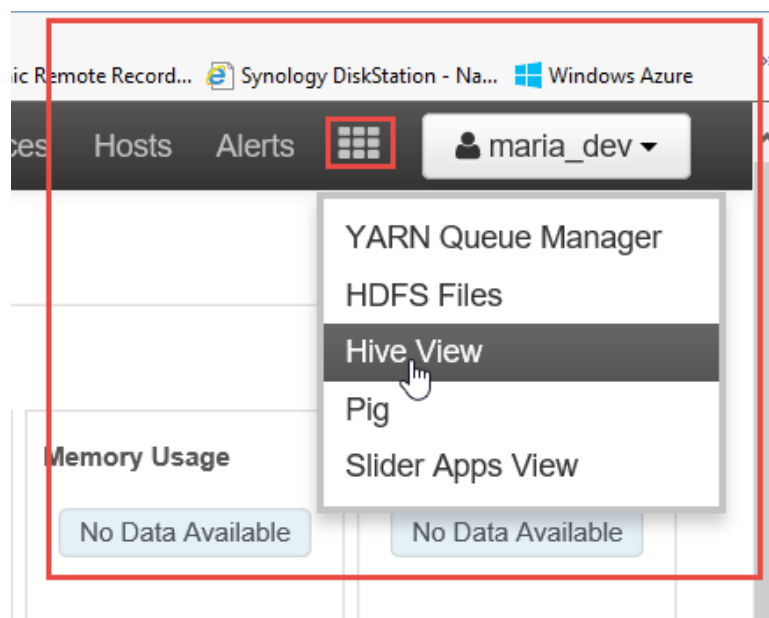 ic Remote Record... Synology DiskStation - Na... Windows Azure
ces Hosts Alerts maria_dev
YARN Queue Manager
HDFS Files
Hive View
Pig
Slider Apps View
Memory Usage
No Data Available No Data Available